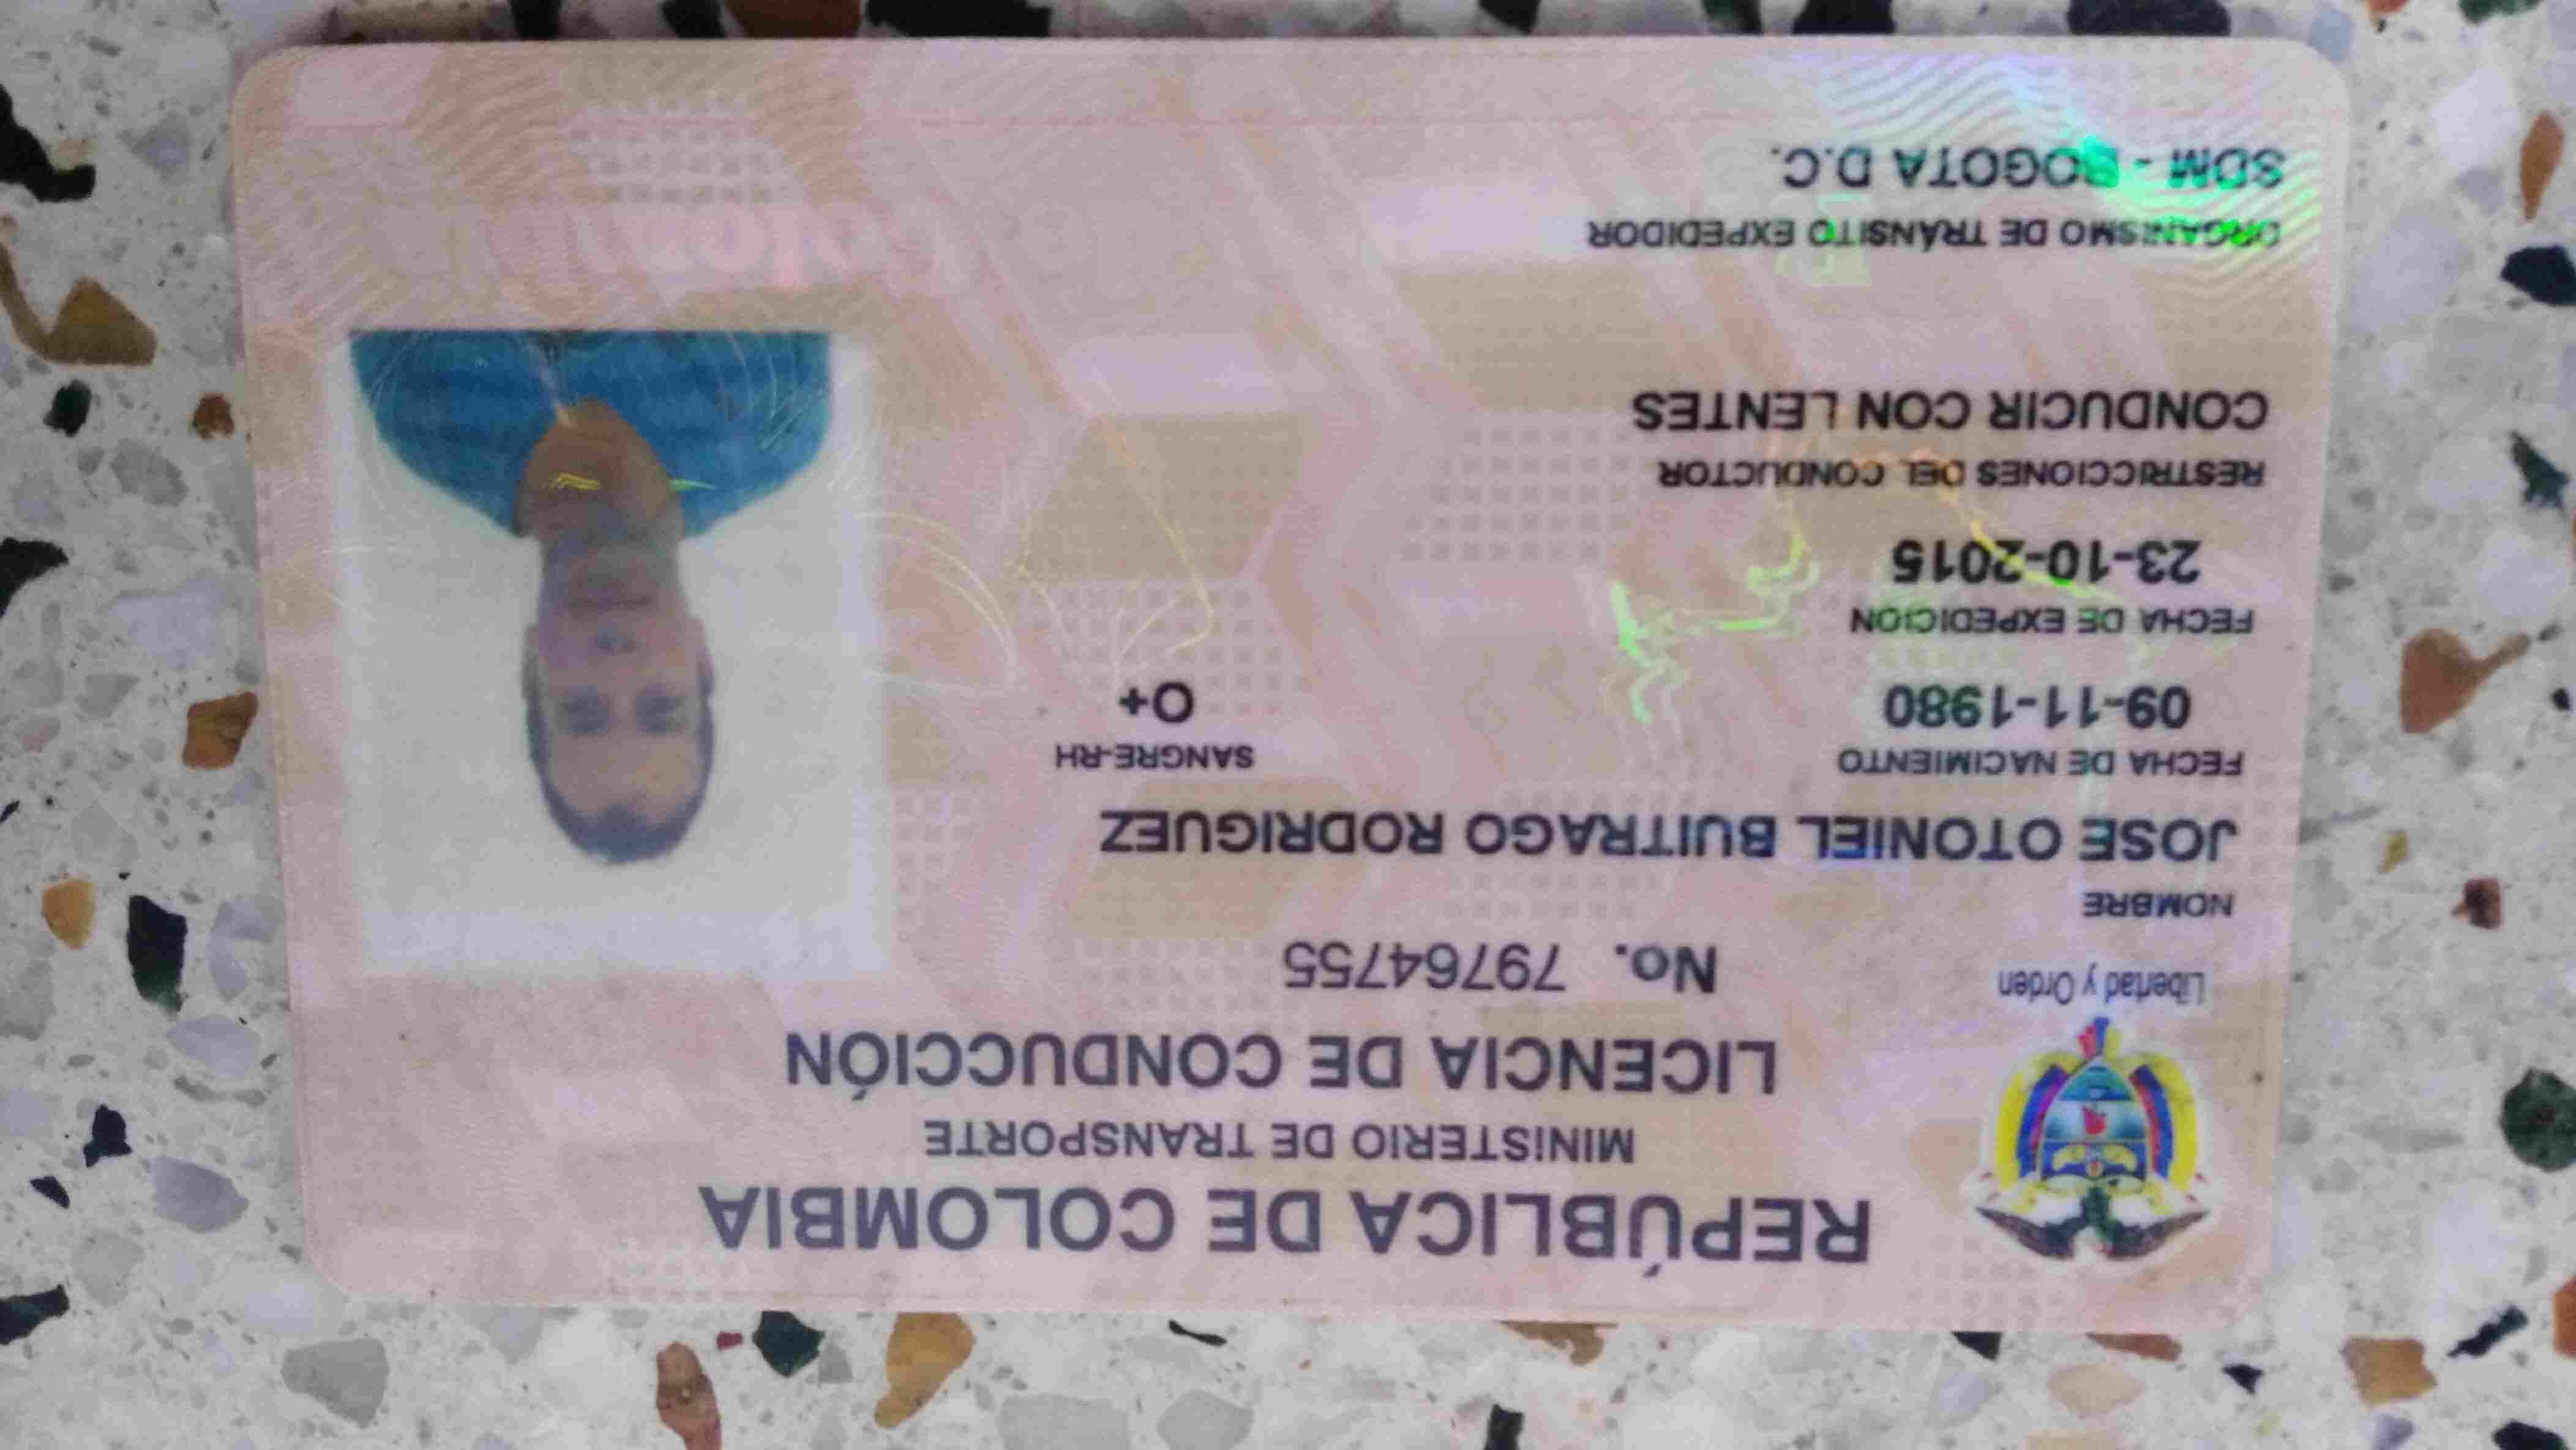 REPÚBLICA DE COLOMBIA
MINISTERIO DE TRANSPORTE
LICENCIA DE CONDUCCIÓN
Libertad y Orden
No. 79764755
NOMBRE
JOSE OTONIEL BUITRAGO RODRIGUEZ
FECHA DE NACIMIENTO
SANGRE-RH
09-11-1980
O+
FECHA DE EXPEDICIÓN
23-10-2015
RESTRICCIONES DEL CONDUCTOR
CONDUCIR CON LENTES
ORGANISMO DE TRÁNSITO EXPEDIDOR
SDM - BOGOTA D.C.